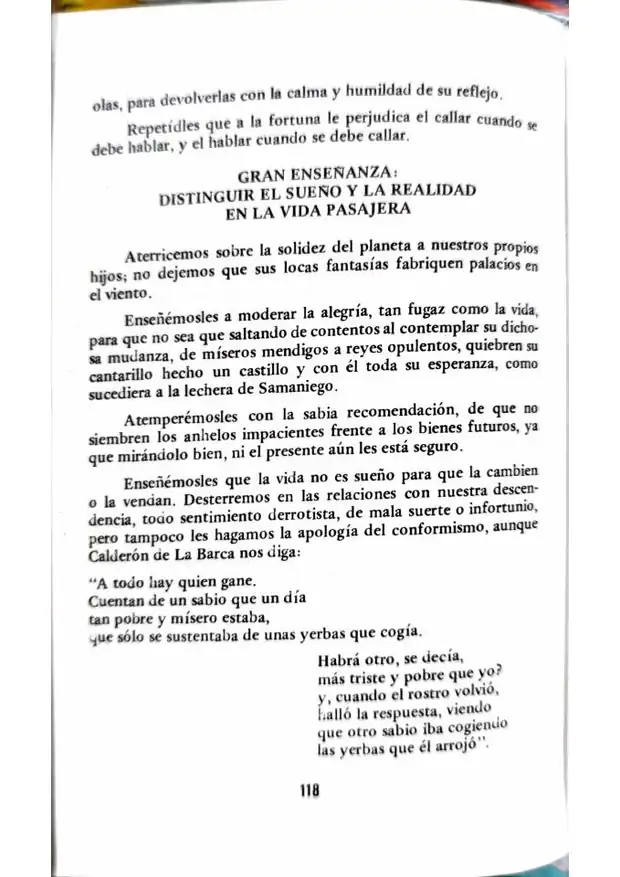 olas, para devolverlas con la calma y humildad de su reflejo.
Repetídles que a la fortuna le perjudica el callar cuando se
debe hablar, y el hablar cuando se debe callar.
GRAN ENSEÑANZA:
DISTINGUIR EL SUEÑO Y LA REALIDAD
EN LA VIDA PASAJERA
Aterricemos sobre la solidez del planeta a nuestros propios
hijos; no dejemos que sus locas fantasías fabriquen palacios en
el viento.
Enseñémosles a moderar la alegría, tan fugaz como la vida,
para que no sea que saltando de contentos al contemplar su dicho-
sa mudanza, de míseros mendigos a reyes opulentos, quiebren su
cantarillo hecho un castillo y con él toda su esperanza, como
sucediera a la lechera de Samaniego.
Atemperémosles con la sabia recomendación, de que no
siembren los anhelos impacientes frente a los bienes futuros, ya
que mirándolo bien, ni el presente aún les está seguro.
Enseñémosles que la vida no es sueño para que la cambien
o la vendan. Desterremos en las relaciones con nuestra descen-
dencia, todo sentimiento derrotista, de mala suerte o infortunio,
pero tampoco les hagamos la apología del conformismo, aunque
Calderón de La Barca nos diga:
"A todo hay quien gane.
Cuentan de un sabio que un día
tan pobre y mísero estaba,
que sólo se sustentaba de unas yerbas que cogía.
Habrá otro, se decía,
más triste y pobre que yo?
y, cuando el rostro volvió,
halló la respuesta, viendo
que otro sabio iba cogiendo
las yerbas que él arrojó".
118